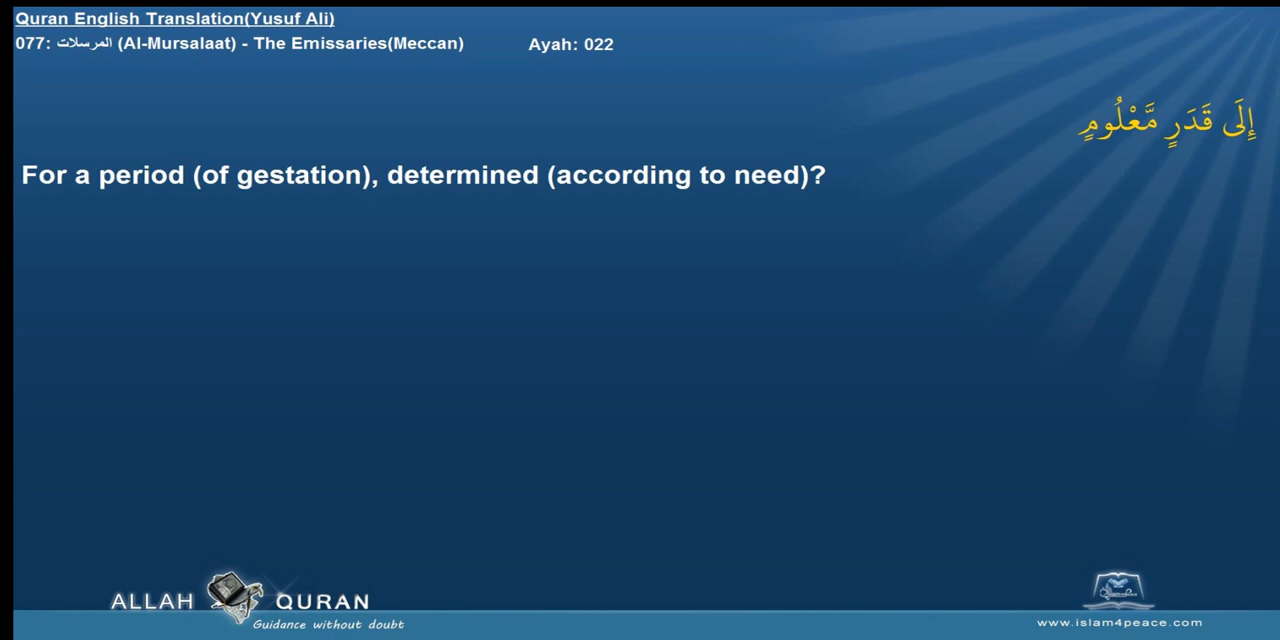 Quran English Translation(Yusuf Ali)
077: المرسلات (Al-Mursalaat) - The Emissaries(Meccan) Ayah: 022
إِلَى قَدَرٍ مَّعْلُومٍ
For a period (of gestation), determined (according to need)?
ALLAH QURAN
Guidance without doubt
www.islam4peace.com